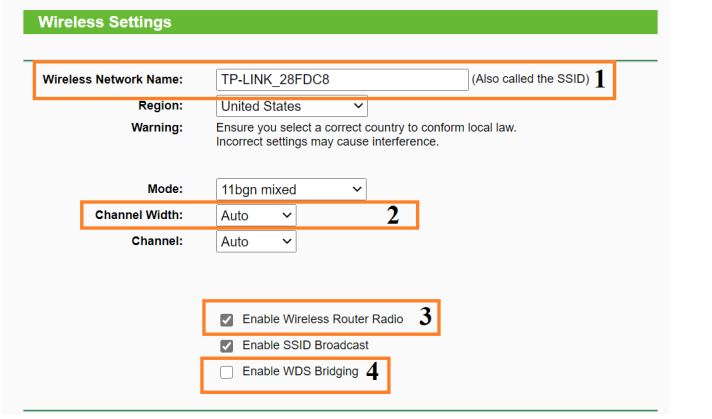 Wireless Settings
Wireless Network Name: TP-LINK_28FDC8 (Also called the SSID) 1
Region: United States
Warning: Ensure you select a correct country to conform local law.
Incorrect settings may cause interference.
Mode: 11bgn mixed
Channel Width: Auto 2
Channel: Auto
Enable Wireless Router Radio 3
Enable SSID Broadcast
Enable WDS Bridging 4